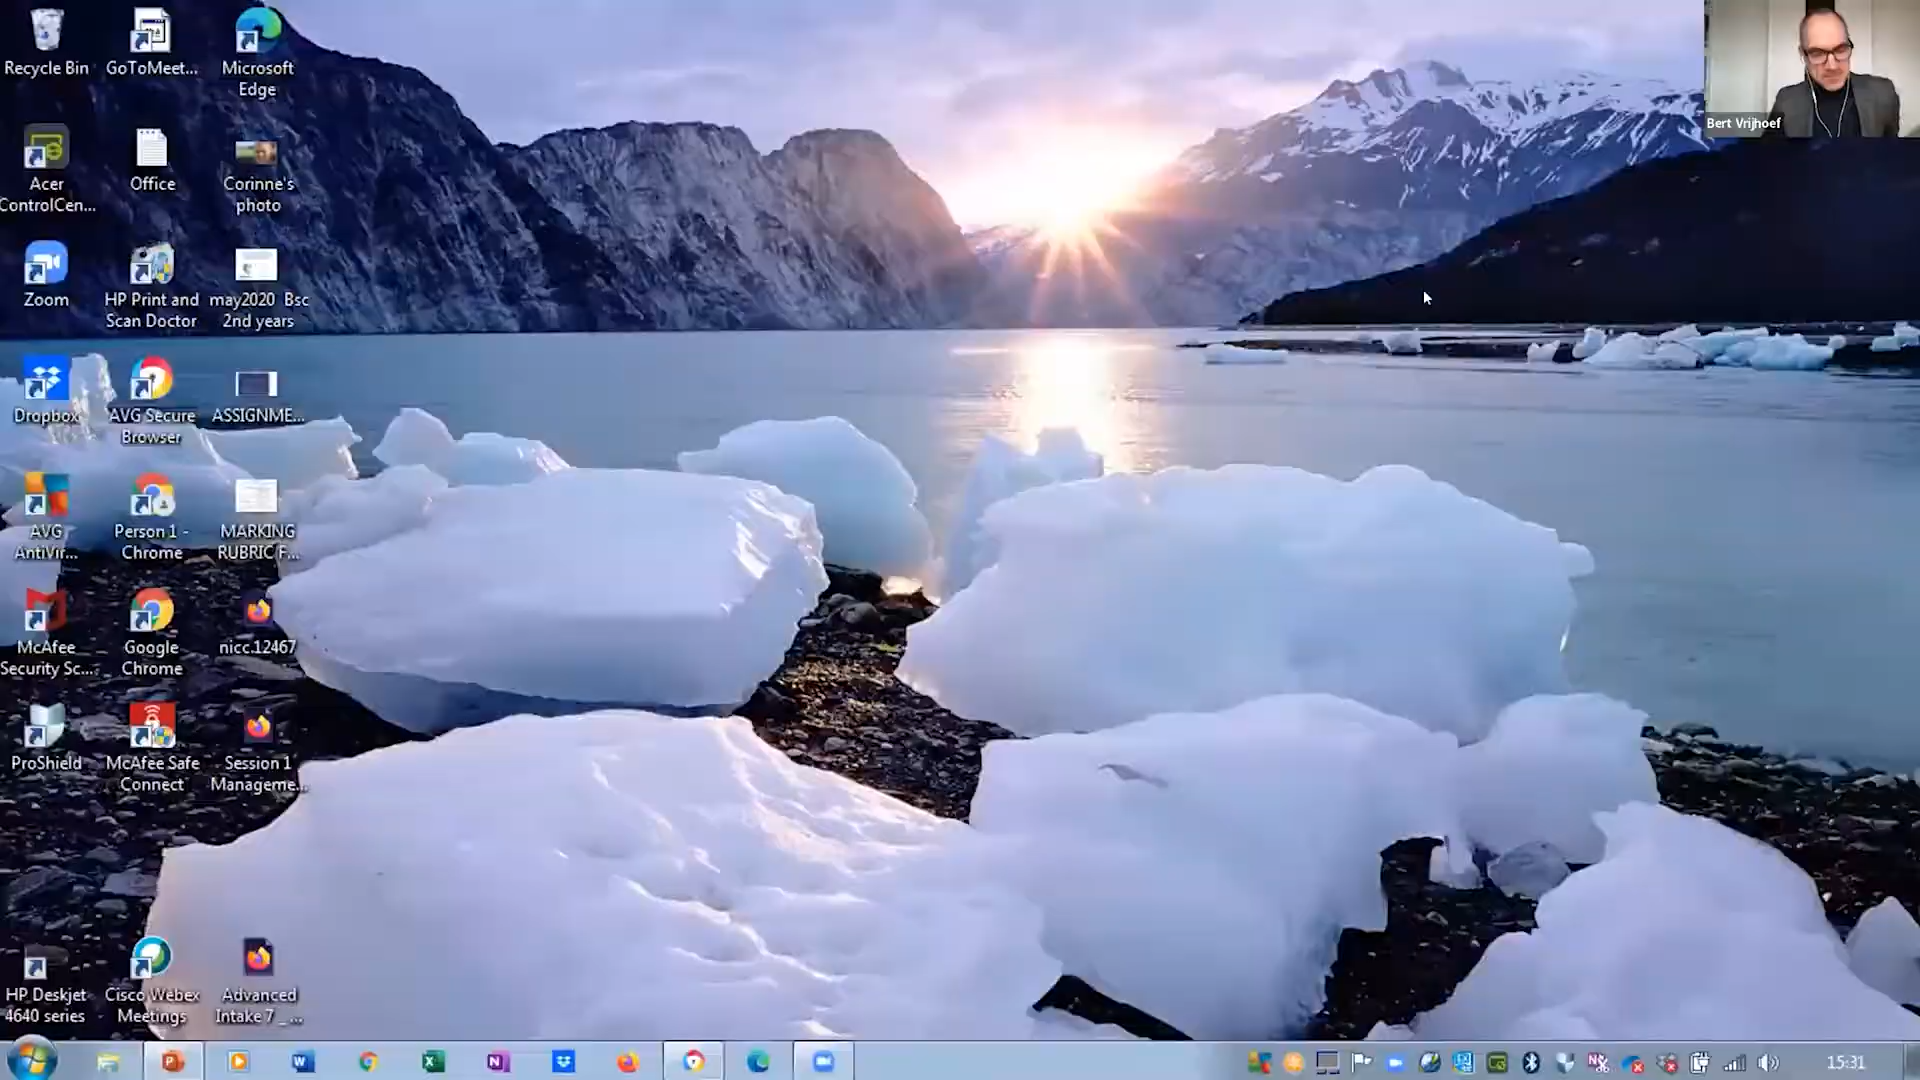 Recycle Bin
GoToMeet...
Microsoft
Edge
Bert Vrijhoef
Acer
ControlCen...
Office
Corinne's
photo
Zoom
HP Print and
Scan Doctor
may2020 Bsc
2nd years
Dropbox
AVG Secure
Browser
ASSIGNME...
AVG
AntiVir...
Person 1 -
Chrome
MARKING
RUBRIC F...
McAfee
Security Sc...
Google
Chrome
nicc.12467
ProShield
McAfee Safe
Connect
Session 1
Manageme...
HP Deskjet
4640 series
Cisco Webex
Meetings
Advanced
Intake 7 _ ...
15:31